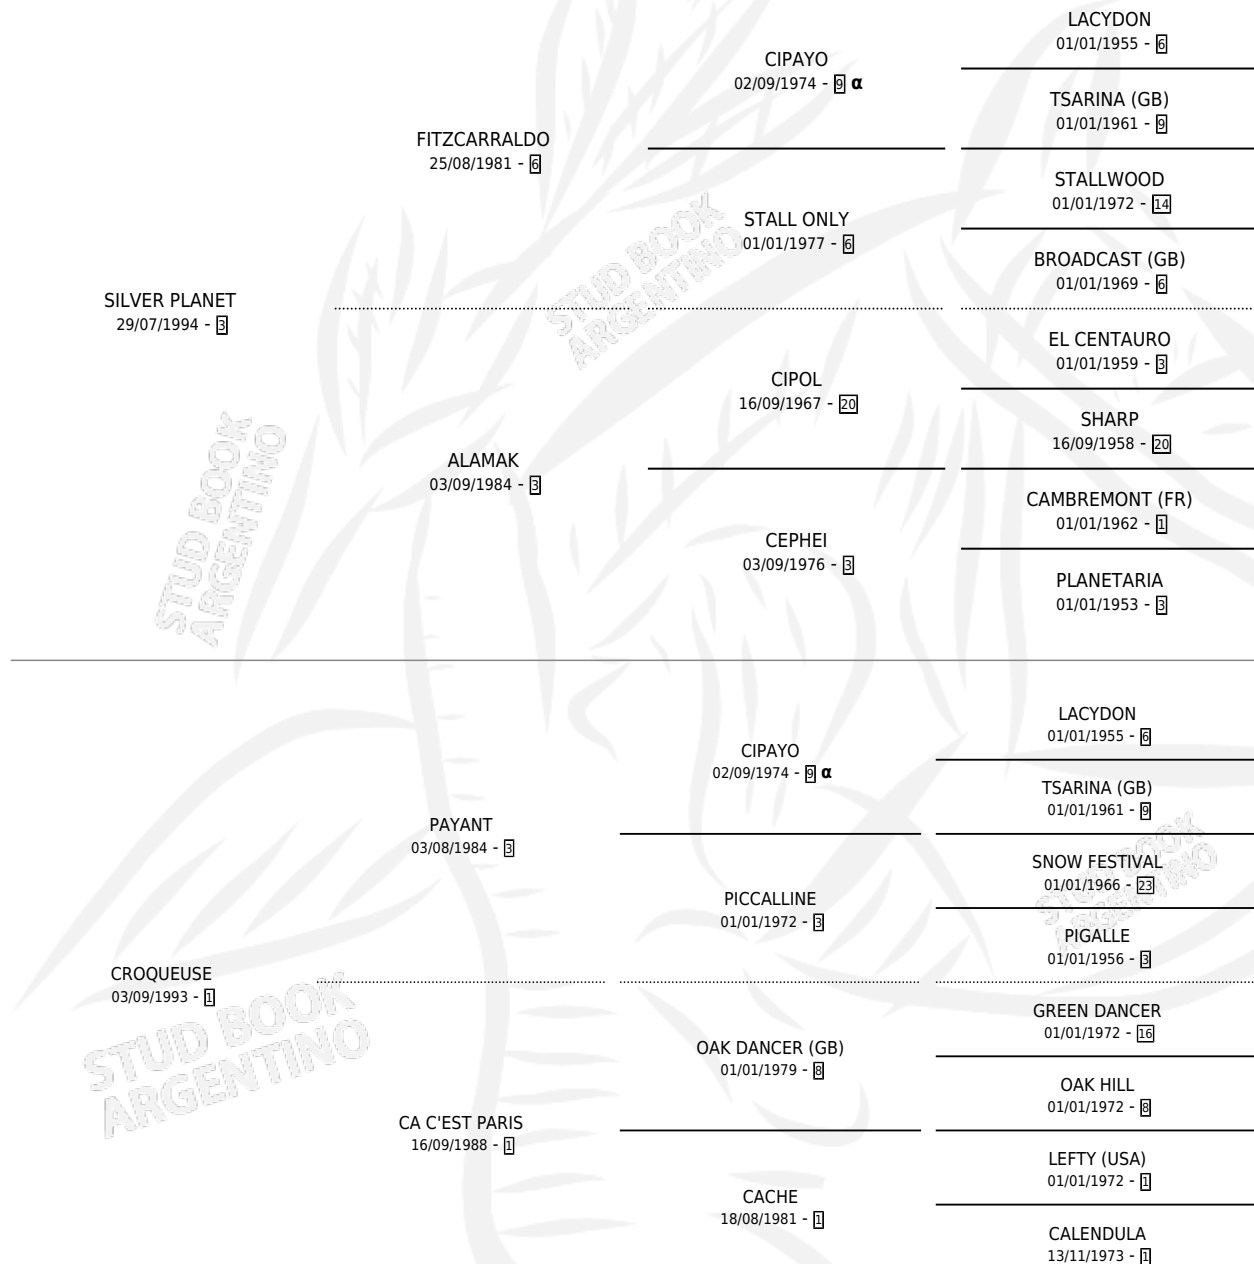 LACYDON
01/01/1955 - 6
CIPAYO
02/09/1974 - 9 α
TSARINA (GB)
01/01/1961 - 9
FITZCARRALDO
25/08/1981 - 6
STALLWOOD
01/01/1972 - 14
STALL ONLY
01/01/1977 - 6
BROADCAST (GB)
01/01/1969 - 6
SILVER PLANET
29/07/1994 - 3
STUD BOOK
ARGENTINO
EL CENTAURO
01/01/1959 - 3
CIPOL
16/09/1967 - 20
SHARP
16/09/1958 - 20
ALAMAK
03/09/1984 - 3
CAMBREMONT (FR)
01/01/1962 - 1
CEPHEI
03/09/1976 - 3
PLANETARIA
01/01/1953 - 3
STUD BOOK
ARGENTINO
LACYDON
01/01/1955 - 6
CIPAYO
02/09/1974 - 9 α
TSARINA (GB)
01/01/1961 - 9
PAYANT
03/08/1984 - 3
SNOW FESTIVAL
01/01/1966 - 23
PICCALLINE
01/01/1972 - 3
PIGALLE
01/01/1956 - 3
STUD BOOK
ARGENTINO
CROQUEUSE
03/09/1993 - 1
GREEN DANCER
01/01/1972 - 16
OAK DANCER (GB)
01/01/1979 - 8
OAK HILL
01/01/1972 - 8
STUD BOOK
ARGENTINO
CA C'EST PARIS
16/09/1988 - 1
LEFTY (USA)
01/01/1972 - 1
CACHE
18/08/1981 - 1
CALENDULA
13/11/1973 - 1